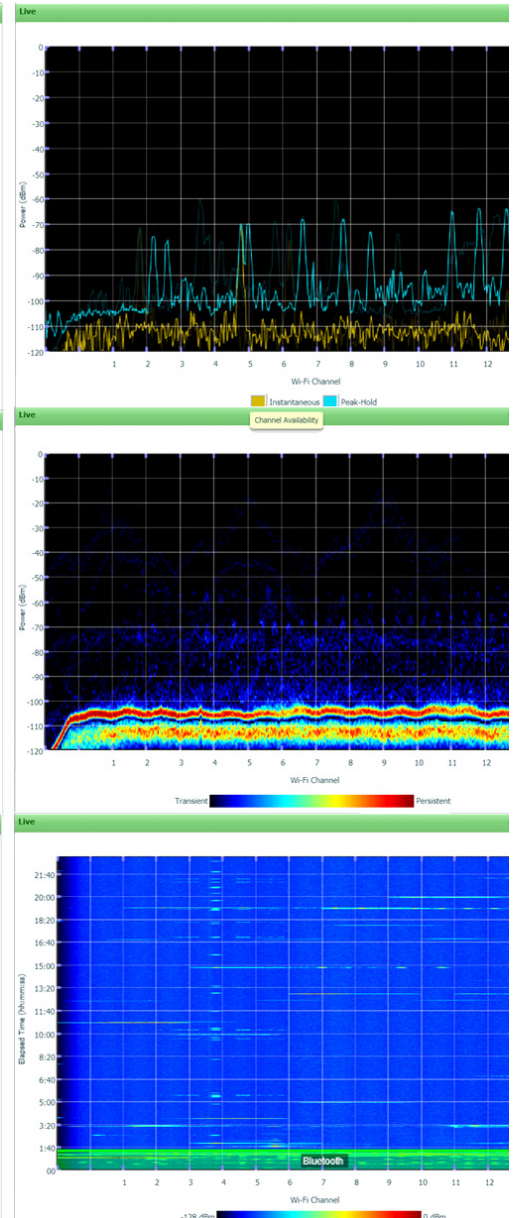 Live
0
-10
-20
-30
-40
-50
-60
-70
-80
-90
-100
-110
-120
Power (dBm)
1 2 3 4 5 6 7 8 9 10 11 12
Wi-Fi Channel
Instantaneous Peak-Hold
Live
Channel Availability
0
-10
-20
-30
-40
-50
-60
-70
-80
-90
-100
-110
-120
Power (dBm)
1 2 3 4 5 6 7 8 9 10 11 12
Wi-Fi Channel
Transient Persistent
Live
21:40
20:00
18:20
16:40
15:00
13:20
11:40
10:00
8:20
6:40
5:00
3:20
1:40
00
Elapsed Time (hh:mm:ss)
Bluetooth
1 2 3 4 5 6 7 8 9 10 11 12
Wi-Fi Channel
-128 dBm 0 dBm